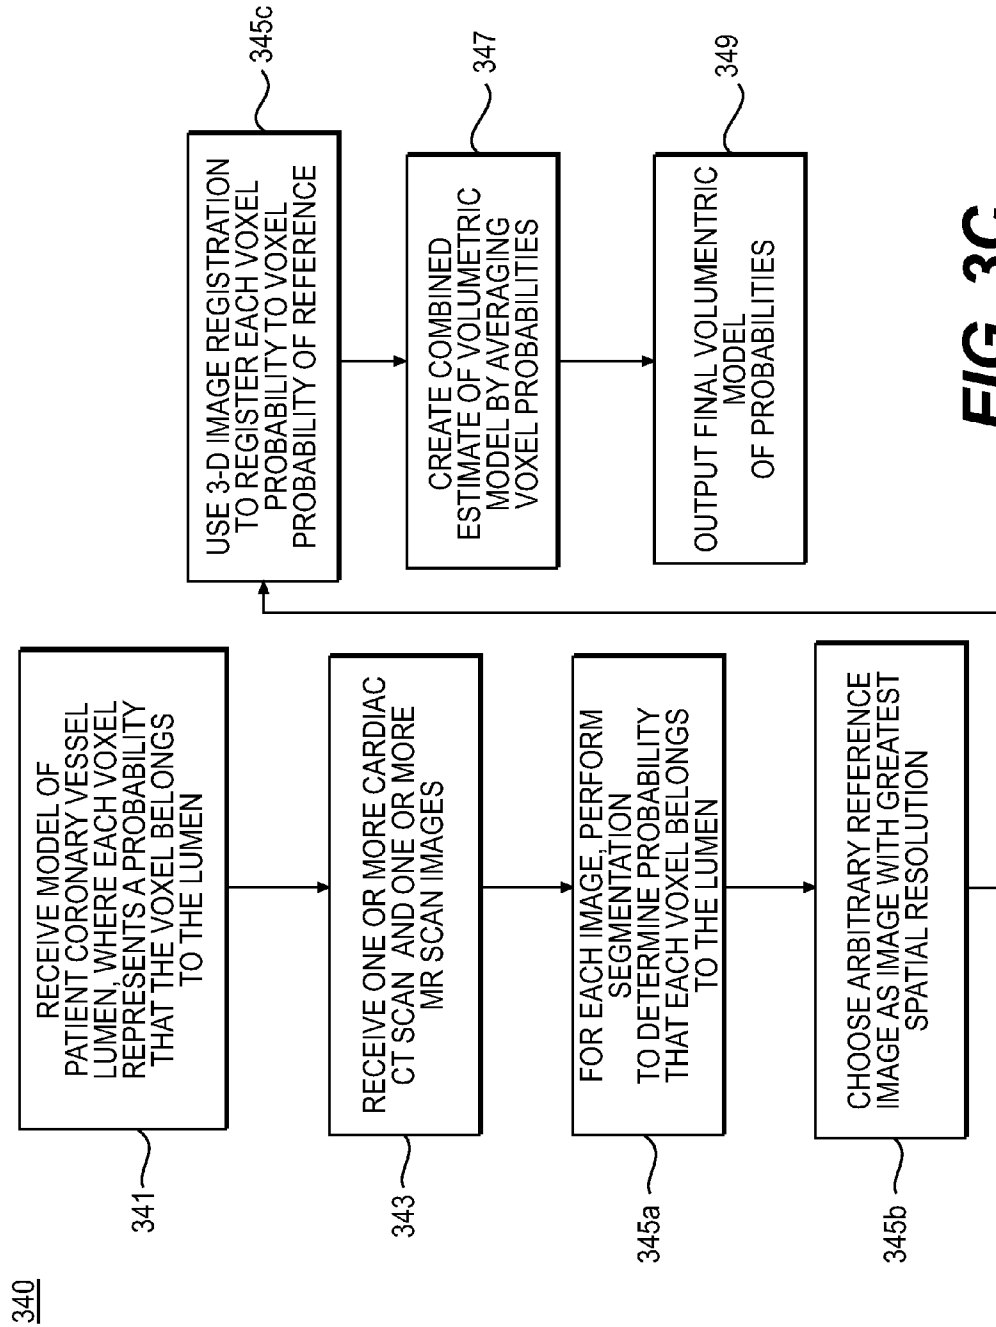 340
RECEIVE MODEL OF
PATIENT CORONARY VESSEL
LUMEN, WHERE EACH VOXEL
REPRESENTS A PROBABILITY
THAT THE VOXEL BELONGS
TO THE LUMEN
341
RECEIVE ONE OR MORE CARDIAC
CT SCAN AND ONE OR MORE
MR SCAN IMAGES
343
FOR EACH IMAGE, PERFORM
SEGMENTATION
TO DETERMINE PROBABILITY
THAT EACH VOXEL BELONGS
TO THE LUMEN
345a
CHOOSE ARBITRARY REFERENCE
IMAGE AS IMAGE WITH GREATEST
SPATIAL RESOLUTION
345b
USE 3-D IMAGE REGISTRATION
TO REGISTER EACH VOXEL
PROBABILITY TO VOXEL
PROBABILITY OF REFERENCE
345c
CREATE COMBINED
ESTIMATE OF VOLUMETRIC
MODEL BY AVERAGING
VOXEL PROBABILITIES
347
OUTPUT FINAL VOLUMENTRIC
MODEL
OF PROBABILITIES
349
FIG. 3C